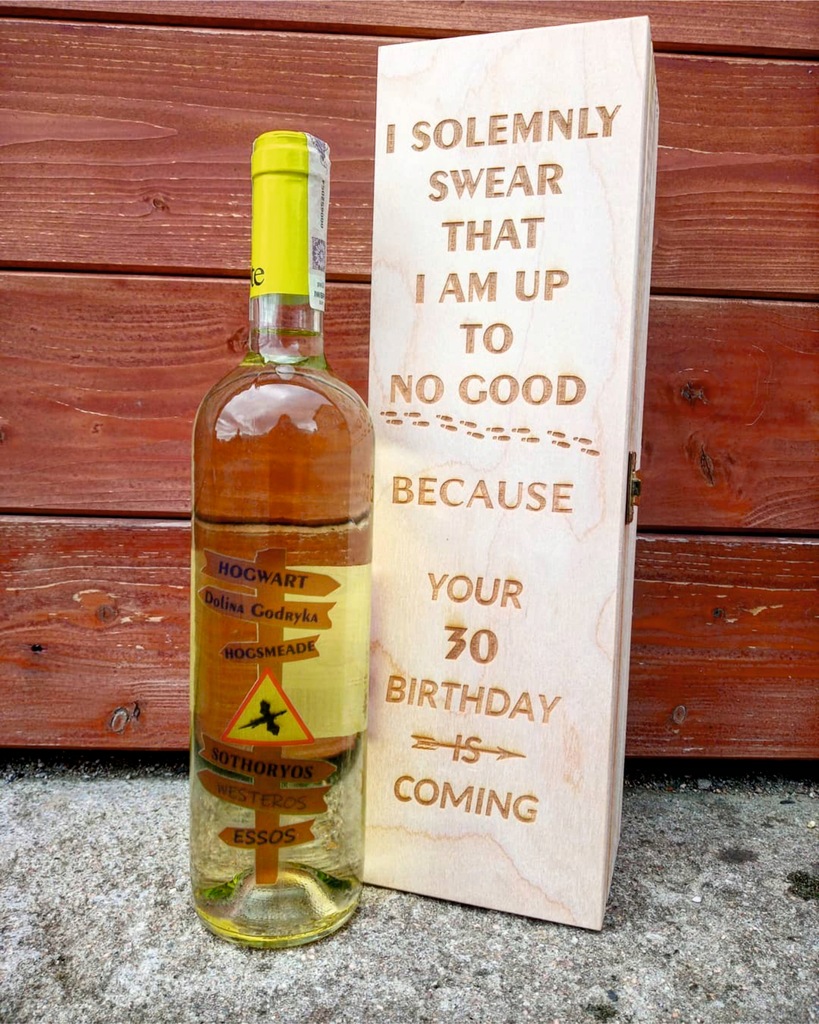 I SOLEMNLY
SWEAR
THAT
I AM UP
TO
NO GOOD
BECAUSE
YOUR
30
BIRTHDAY
IS
COMING
HOGWART
Dolina Godryka
HOGSMEADE
SOTHORYOS
WESTEROS
ESSOS